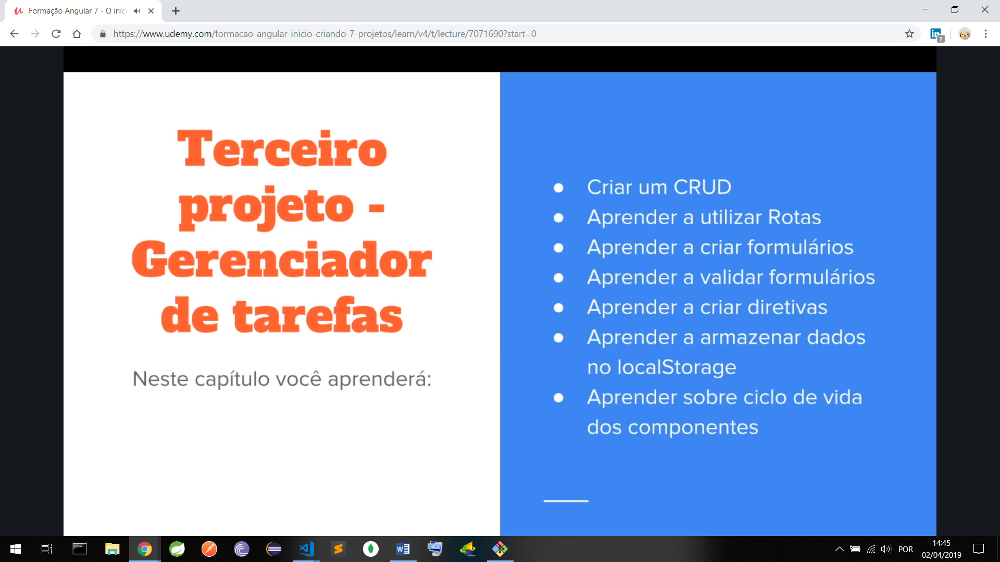 Formação Angular 7 - O iníci
https://www.udemy.com/formacao-angular-inicio-criando-7-projetos/learn/v4/t/lecture/7071690?start=0
Terceiro
projeto -
Gerenciador
de tarefas
Neste capítulo você aprenderá:
● Criar um CRUD
● Aprender a utilizar Rotas
● Aprender a criar formulários
● Aprender a validar formulários
● Aprender a criar diretivas
● Aprender a armazenar dados
no localStorage
● Aprender sobre ciclo de vida
dos componentes
POR
14:45
02/04/2019